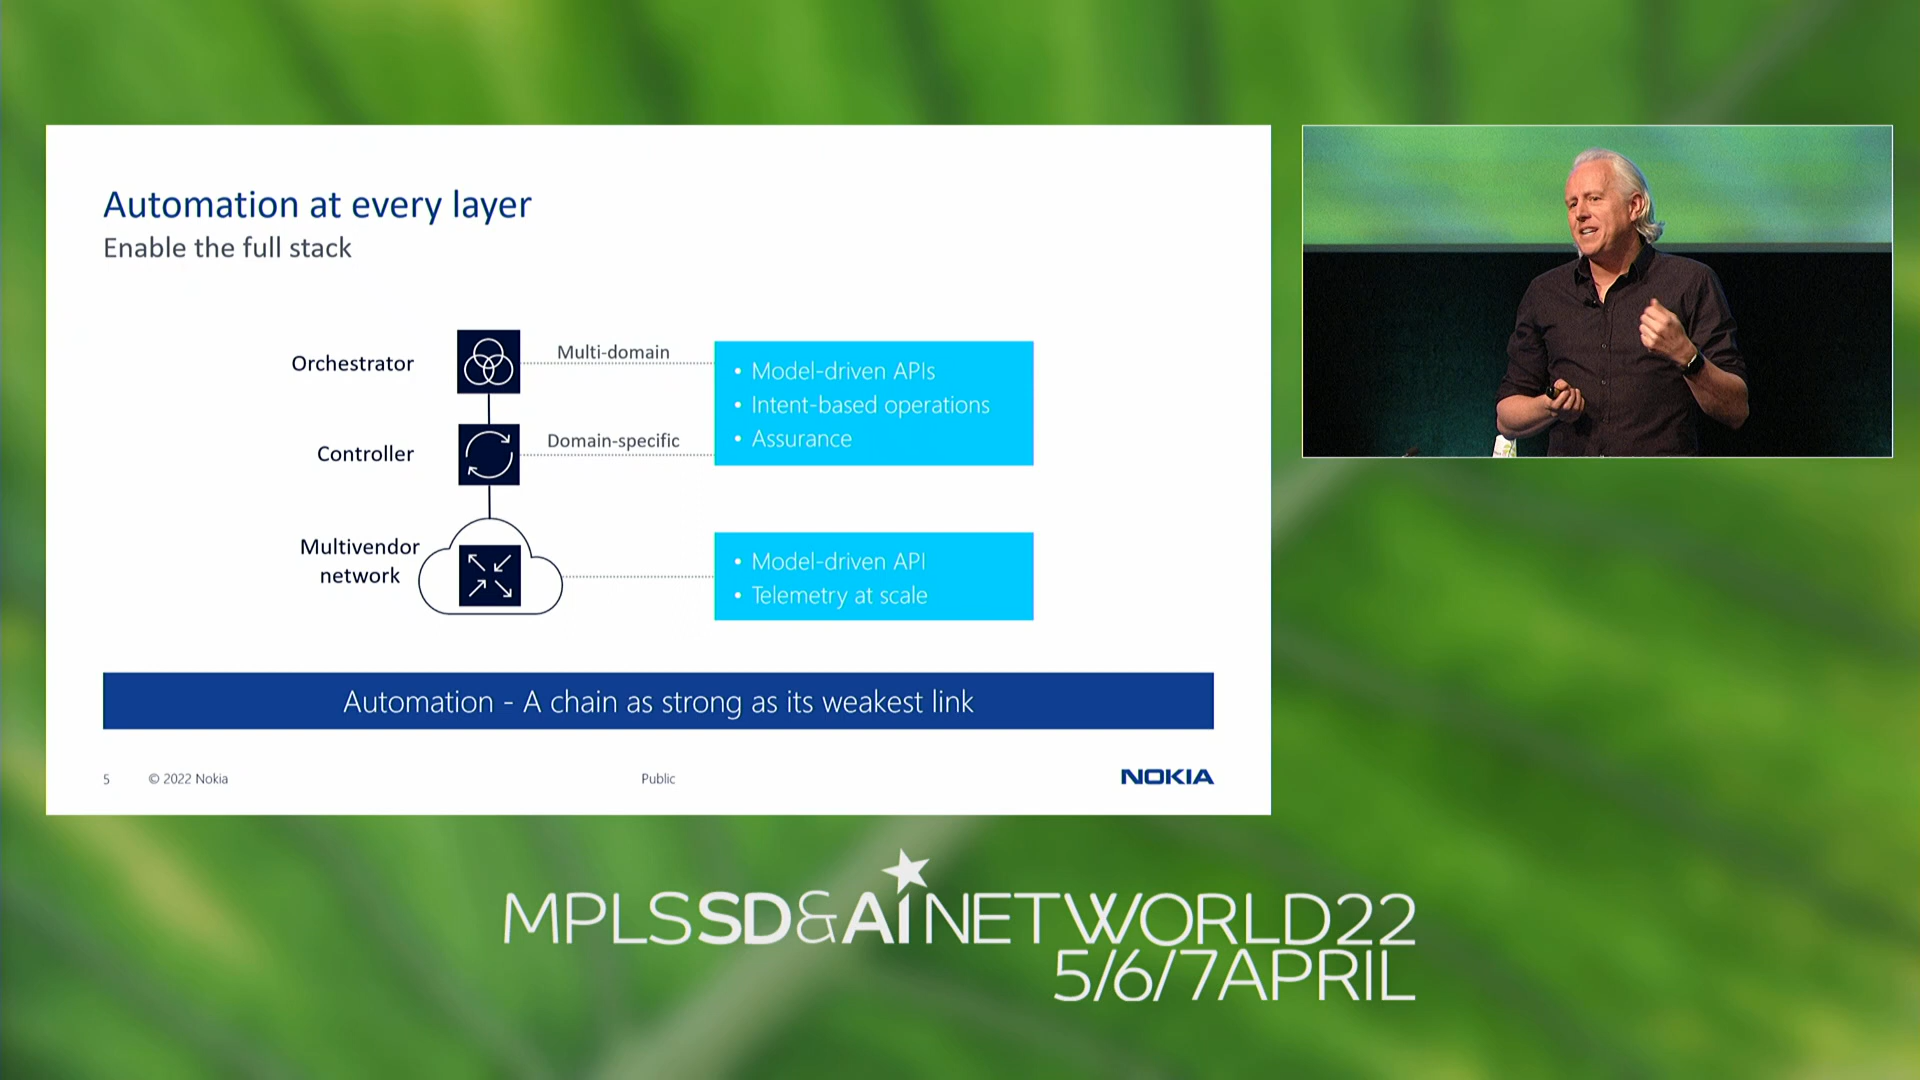 Automation at every layer
Enable the full stack
Orchestrator
Multi-domain
• Model-driven APIs
• Intent-based operations
• Assurance
Controller
Domain-specific
Multivendor
network
• Model-driven API
• Telemetry at scale
Automation - A chain as strong as its weakest link
5
© 2022 Nokia
Public
NOKIA
MPLSSD&AINETWORLD22
5/6/7APRIL